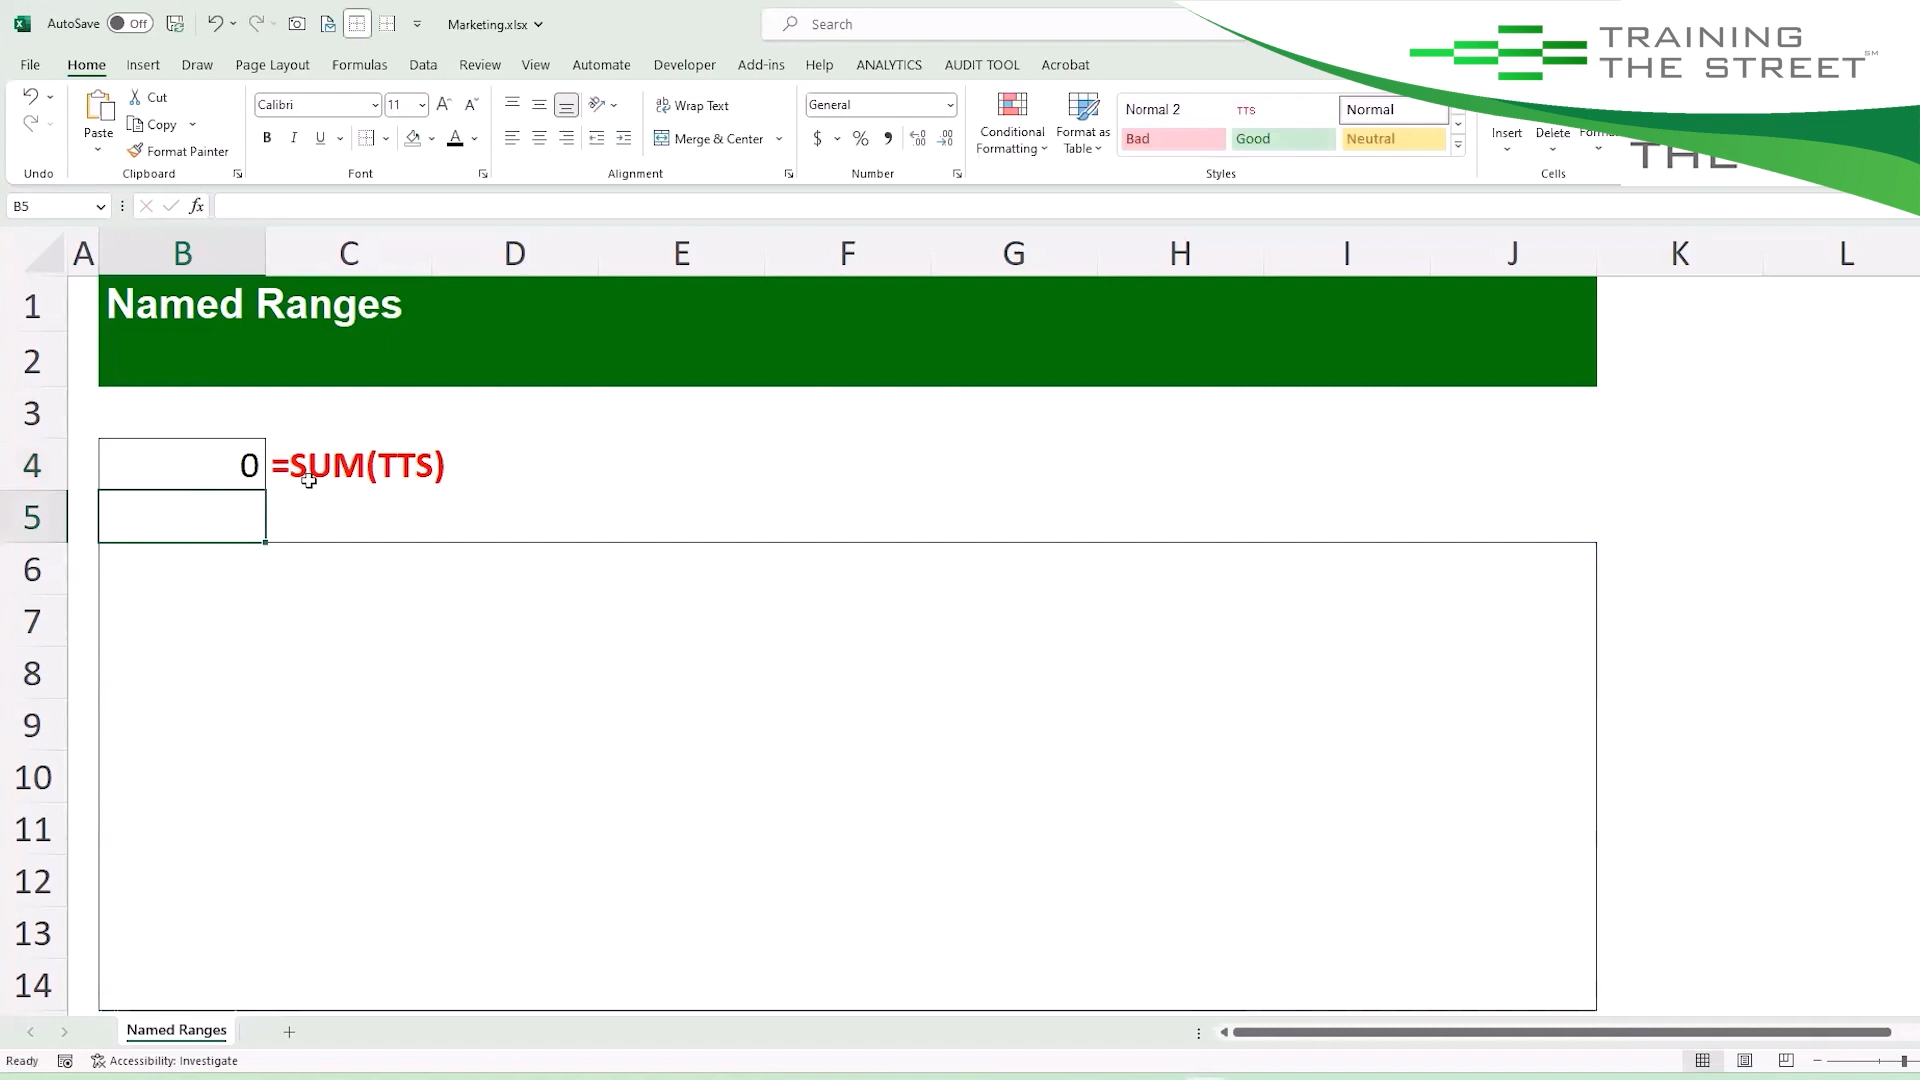 AutoSave Off Marketing.xlsx Search
TRAINING
THE STREET SM
File Home Insert Draw Page Layout Formulas Data Review View Automate Developer Add-ins Help ANALYTICS AUDIT TOOL Acrobat
Cut
Copy
Format Painter
Paste
Calibri 11
B I U A
Wrap Text
Merge & Center
General
$ %
Conditional
Formatting
Format as
Table
Normal 2 TTS Normal
Bad Good Neutral
Insert Delete
THE
Undo Clipboard Font Alignment Number Styles Cells
B5 fx
A B C D E F G H I J K L
1 Named Ranges
2
3
4 0 =SUM(TTS)
5
6
7
8
9
10
11
12
13
14
Named Ranges
Ready Accessibility: Investigate